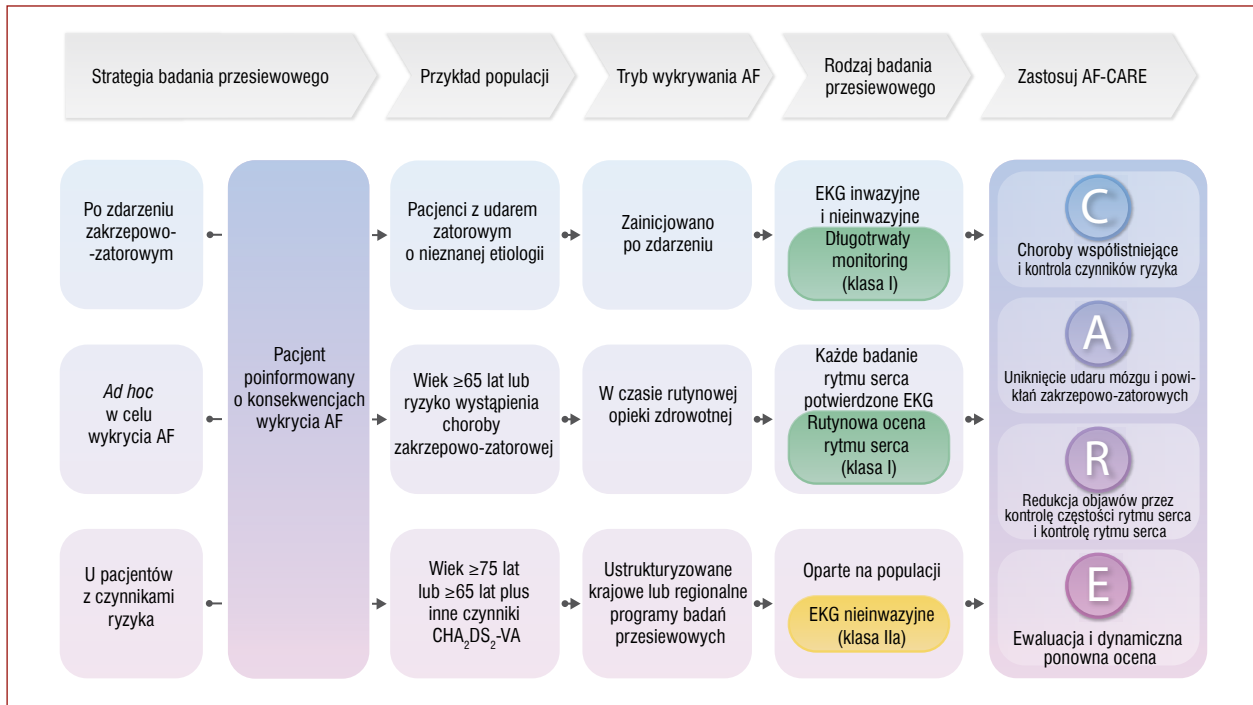 Strategia badania przesiewowego
Przykład populacji
Tryb wykrywania AF
Rodzaj badania
przesiewowego
Zastosuj AF-CARE
Po zdarzeniu
zakrzepowo-
-zatorowym
Pacjent
poinformowany
o konsekwencjach
wykrycia AF
Pacjenci z udarem
zatorowym
o nieznanej etiologii
Zainicjowano
po zdarzeniu
EKG inwazyjne
i nieinwazyjne
Długotrwały
monitoring
(klasa I)
Ad hoc
w celu
wykrycia AF
Wiek ≥65 lat lub
ryzyko wystąpienia
choroby
zakrzepowo-zatorowej
W czasie rutynowej
opieki zdrowotnej
Każde badanie
rytmu serca
potwierdzone EKG
Rutynowa ocena
rytmu serca
(klasa I)
U pacjentów
z czynnikami
ryzyka
Wiek ≥75 lat
lub ≥65 lat plus
inne czynniki
CHA₂DS₂-VA
Ustrukturyzowane
krajowe lub regionalne
programy badań
przesiewowych
Oparte na populacji
EKG nieinwazyjne
(klasa IIa)
C
Choroby współistniejące
i kontrola czynników ryzyka
A
Uniknięcie udaru mózgu i powi-
kłań zakrzepowo-zatorowych
R
Redukcja objawów przez
kontrolę częstości rytmu serca
i kontrolę rytmu serca
E
Ewaluacja i dynamiczna
ponowna ocena